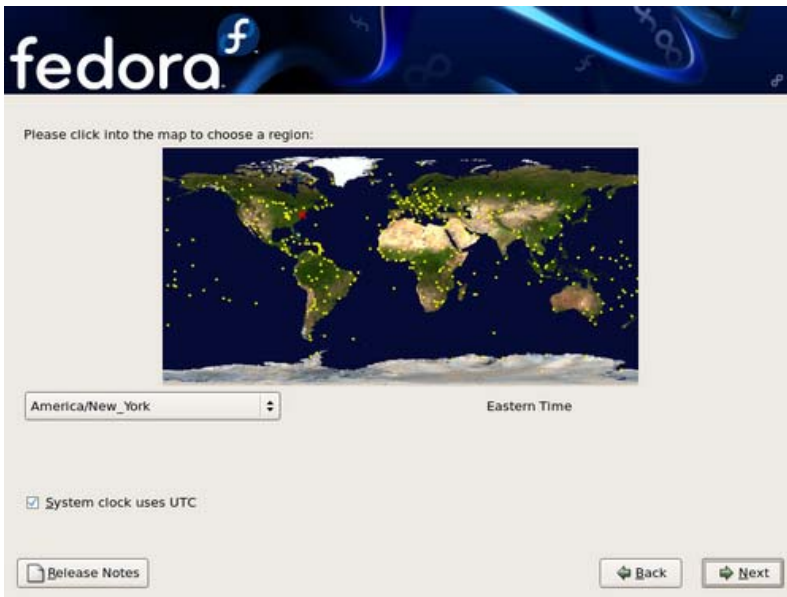 fedora
Please click into the map to choose a region:
America/New_York
Eastern Time
System clock uses UTC
Release Notes
Back
Next